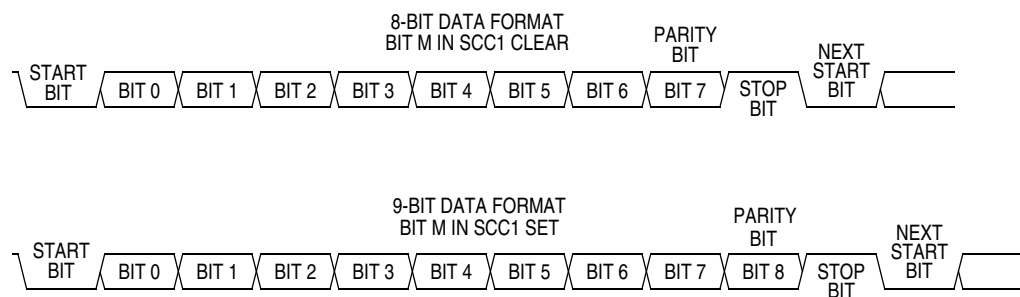 8-BIT DATA FORMAT
BIT M IN SCC1 CLEAR
PARITY
BIT
START
BIT
BIT 0
BIT 1
BIT 2
BIT 3
BIT 4
BIT 5
BIT 6
BIT 7
STOP
BIT
NEXT
START
BIT
9-BIT DATA FORMAT
BIT M IN SCC1 SET
PARITY
BIT
START
BIT
BIT 0
BIT 1
BIT 2
BIT 3
BIT 4
BIT 5
BIT 6
BIT 7
BIT 8
STOP
BIT
NEXT
START
BIT